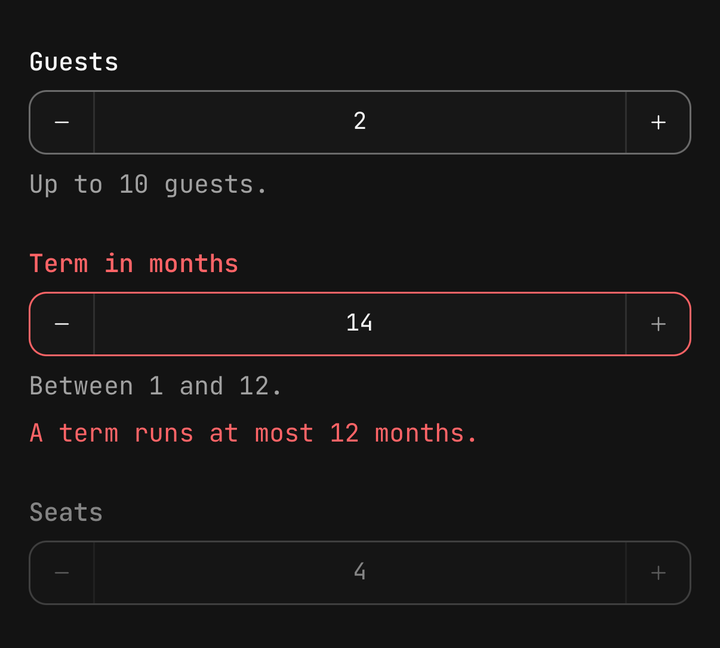 Guests
− 2 +
Up to 10 guests.
Term in months
− 14 +
Between 1 and 12.
A term runs at most 12 months.
Seats
− 4 +